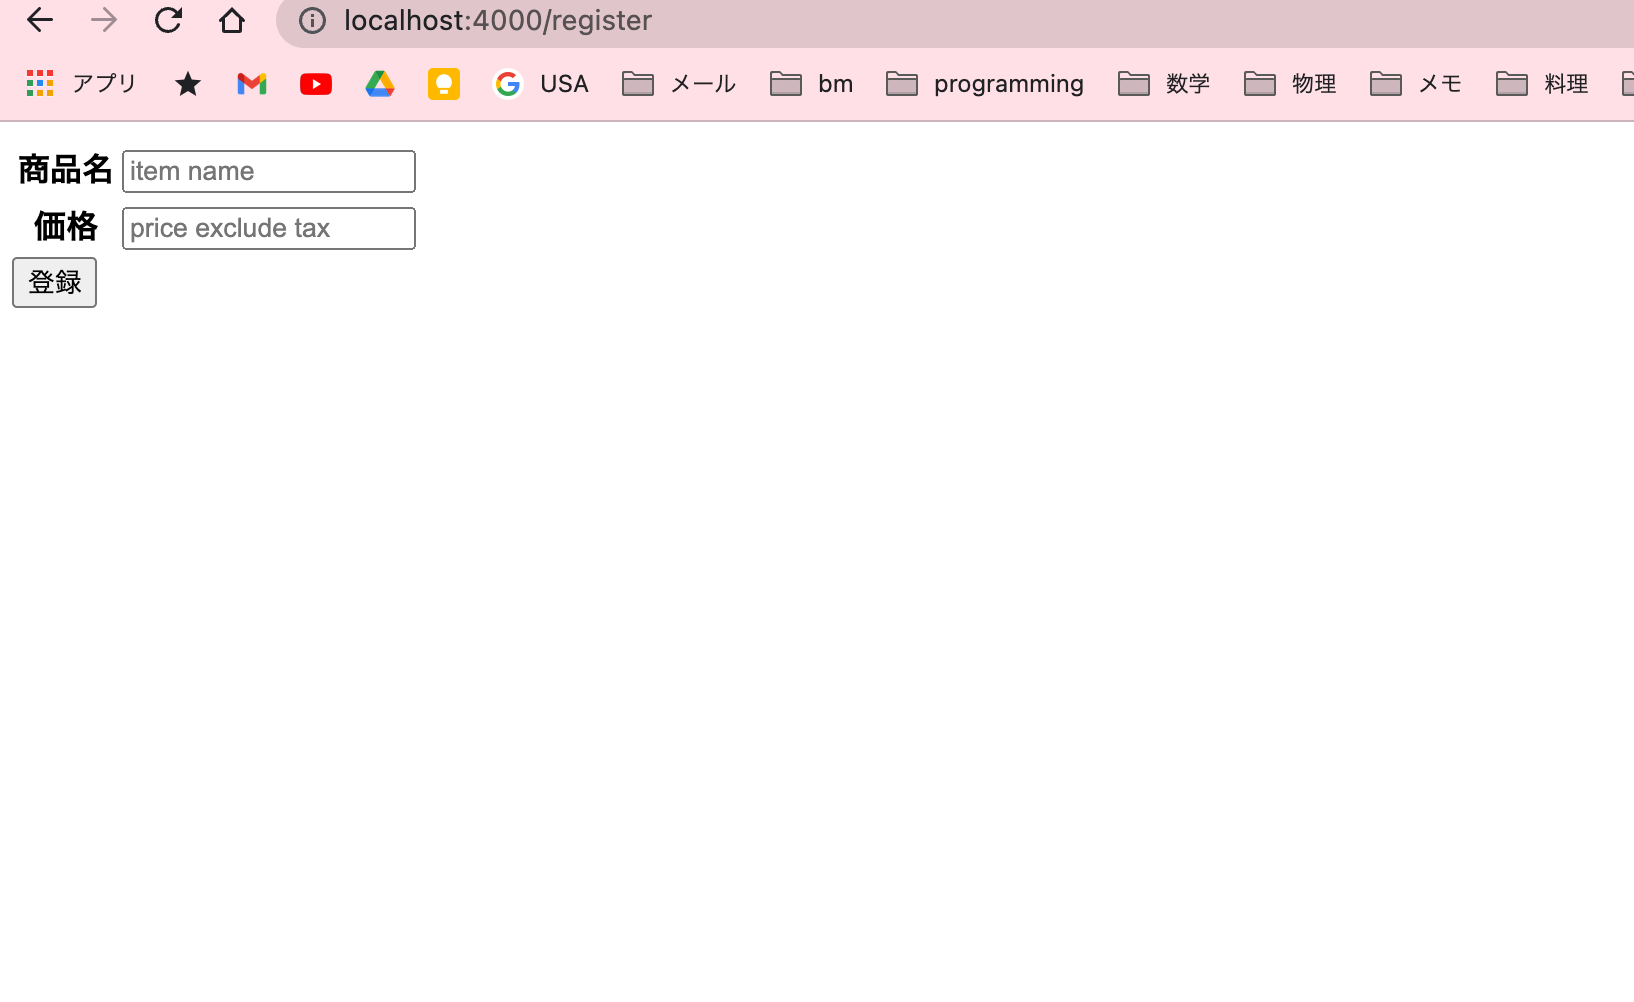 localhost:4000/register
アプリ USA メール bm programming 数学 物理 メモ 料理
商品名 item name
価格 price exclude tax
登録